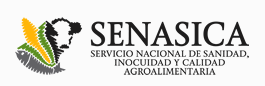 SENASICA
SERVICIO NACIONAL DE SANIDAD,
INOCUIDAD Y CALIDAD
AGROALIMENTARIA